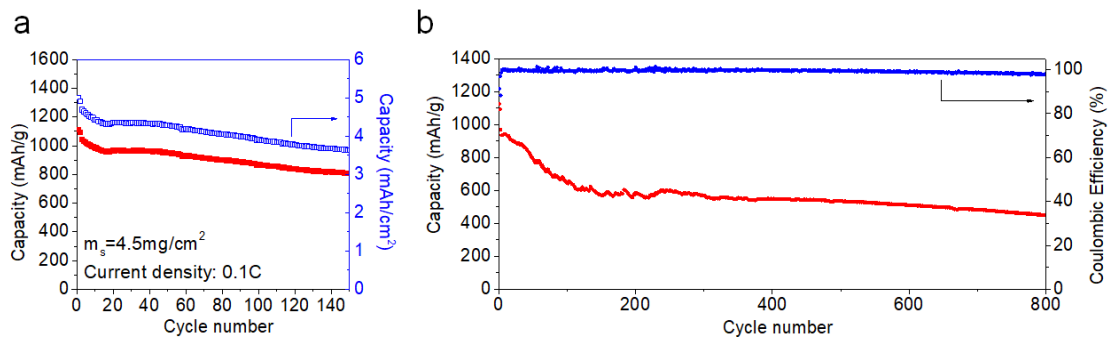 a
1600
1400
1200
1000
800
600
400
200
0
Capacity (mAh/g)
0 20 40 60 80 100 120 140
Cycle number
6
5
4
3
2
1
0
Capacity (mAh/cm²)
mₛ=4.5mg/cm²
Current density: 0.1C
b
1400
1200
1000
800
600
400
200
0
Capacity (mAh/g)
0 200 400 600 800
Cycle number
100
80
60
40
20
0
Coulombic Efficiency (%)